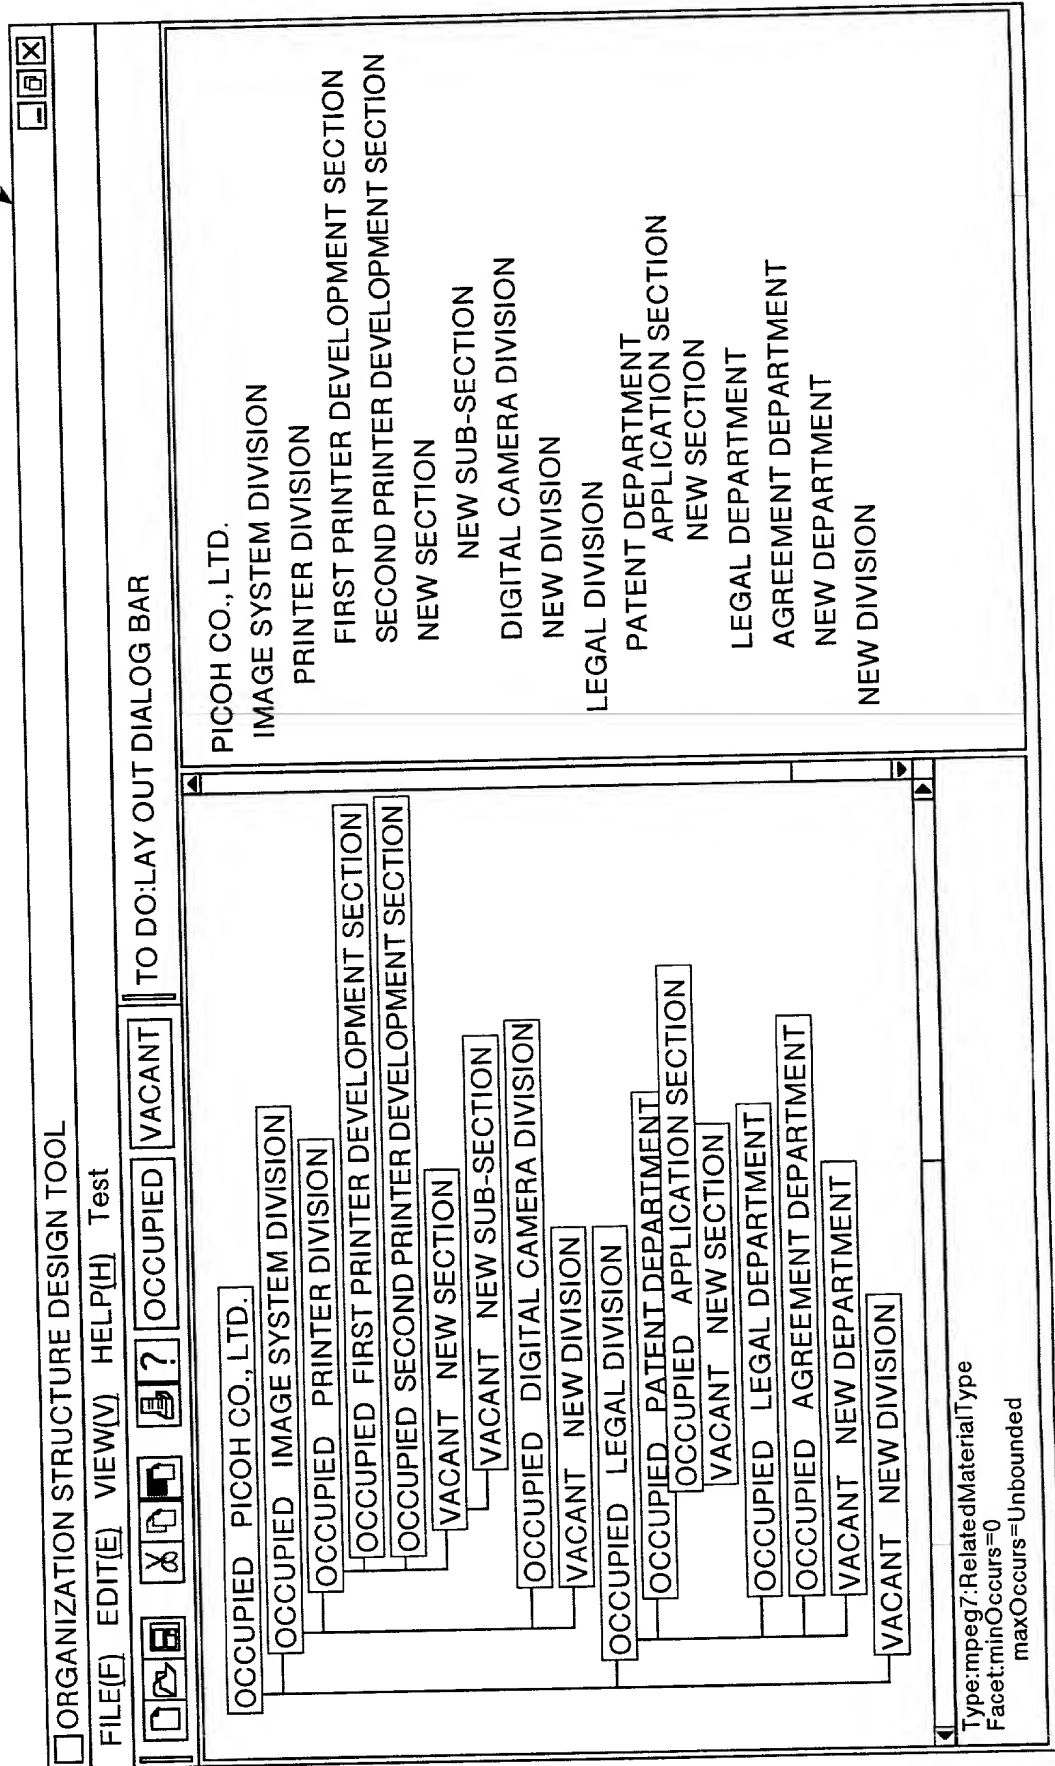 ORGANIZATION STRUCTURE DESIGN TOOL
FILE(F) EDIT(E) VIEW(V) HELP(H) Test
? OCCUPIED VACANT TO DO:LAY OUT DIALOG BAR
OCCUPIED PICOH CO., LTD.
OCCUPIED IMAGE SYSTEM DIVISION
OCCUPIED PRINTER DIVISION
OCCUPIED FIRST PRINTER DEVELOPMENT SECTION
OCCUPIED SECOND PRINTER DEVELOPMENT SECTION
VACANT NEW SECTION
VACANT NEW SUB-SECTION
OCCUPIED DIGITAL CAMERA DIVISION
VACANT NEW DIVISION
OCCUPIED LEGAL DIVISION
OCCUPIED PATENT DEPARTMENT
OCCUPIED APPLICATION SECTION
VACANT NEW SECTION
OCCUPIED LEGAL DEPARTMENT
OCCUPIED AGREEMENT DEPARTMENT
VACANT NEW DEPARTMENT
VACANT NEW DIVISION
Type:mpeg7:RelatedMaterialType
Facet:minOccurs=0
maxOccurs=Unbounded
PICOH CO., LTD.
IMAGE SYSTEM DIVISION
PRINTER DIVISION
FIRST PRINTER DEVELOPMENT SECTION
SECOND PRINTER DEVELOPMENT SECTION
NEW SECTION
NEW SUB-SECTION
DIGITAL CAMERA DIVISION
NEW DIVISION
LEGAL DIVISION
PATENT DEPARTMENT
APPLICATION SECTION
NEW SECTION
LEGAL DEPARTMENT
AGREEMENT DEPARTMENT
NEW DEPARTMENT
NEW DIVISION